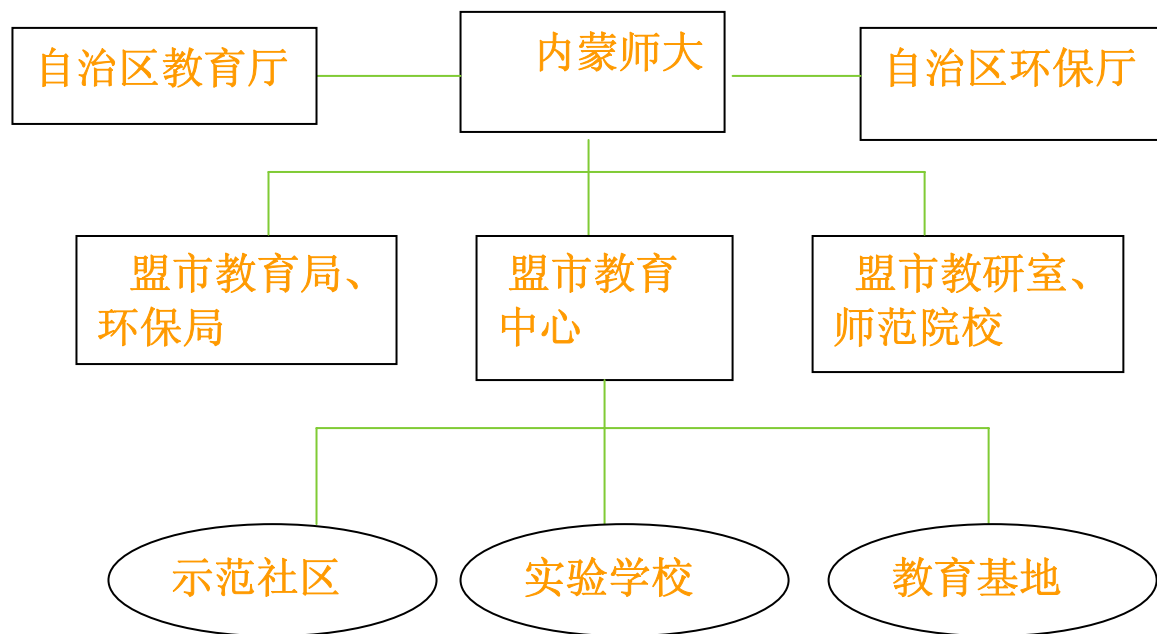 自治区教育厅
内蒙师大
自治区环保厅
盟市教育局、
环保局
盟市教育
中心
盟市教研室、
师范院校
示范社区
实验学校
教育基地